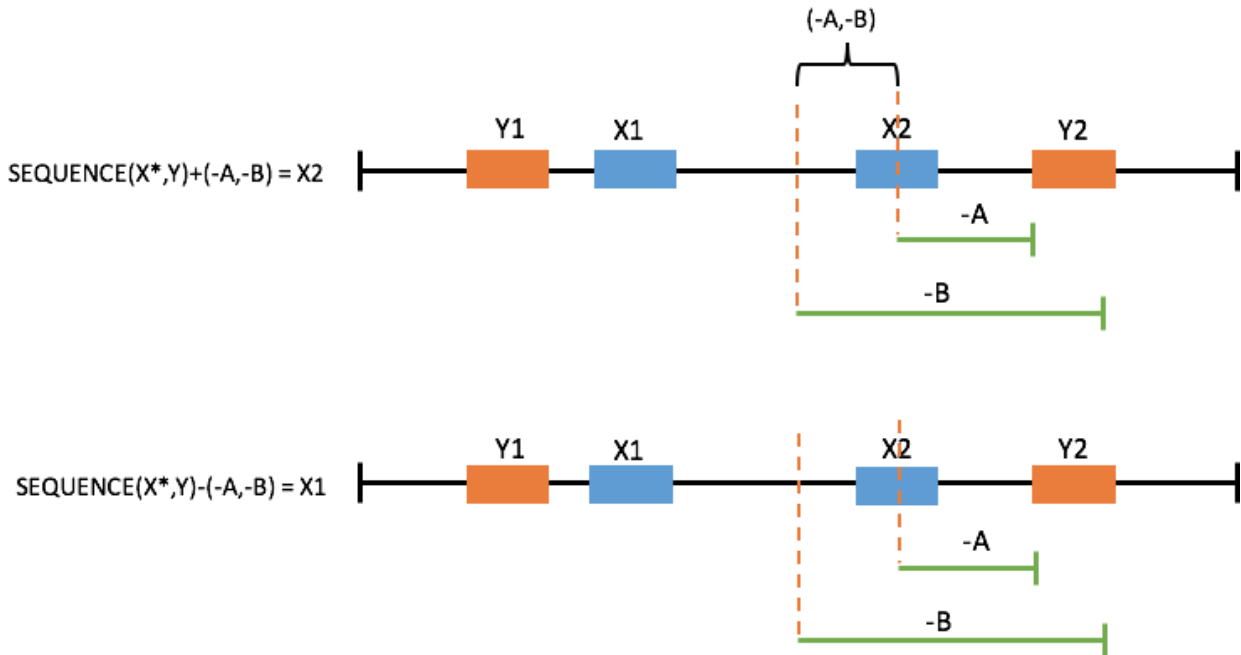 (-A,-B)
Y1 X1 X2 Y2
SEQUENCE(X*,Y)+(-A,-B) = X2
-A
-B
Y1 X1 X2 Y2
SEQUENCE(X*,Y)-(-A,-B) = X1
-A
-B